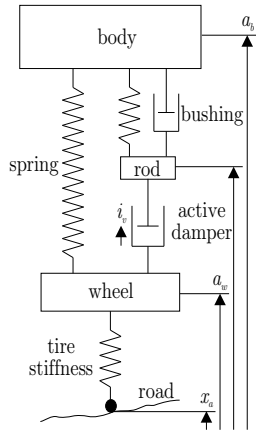 body
a_b
bushing
spring
rod
i_v
active
damper
a_w
wheel
tire
stiffness
road
x_a